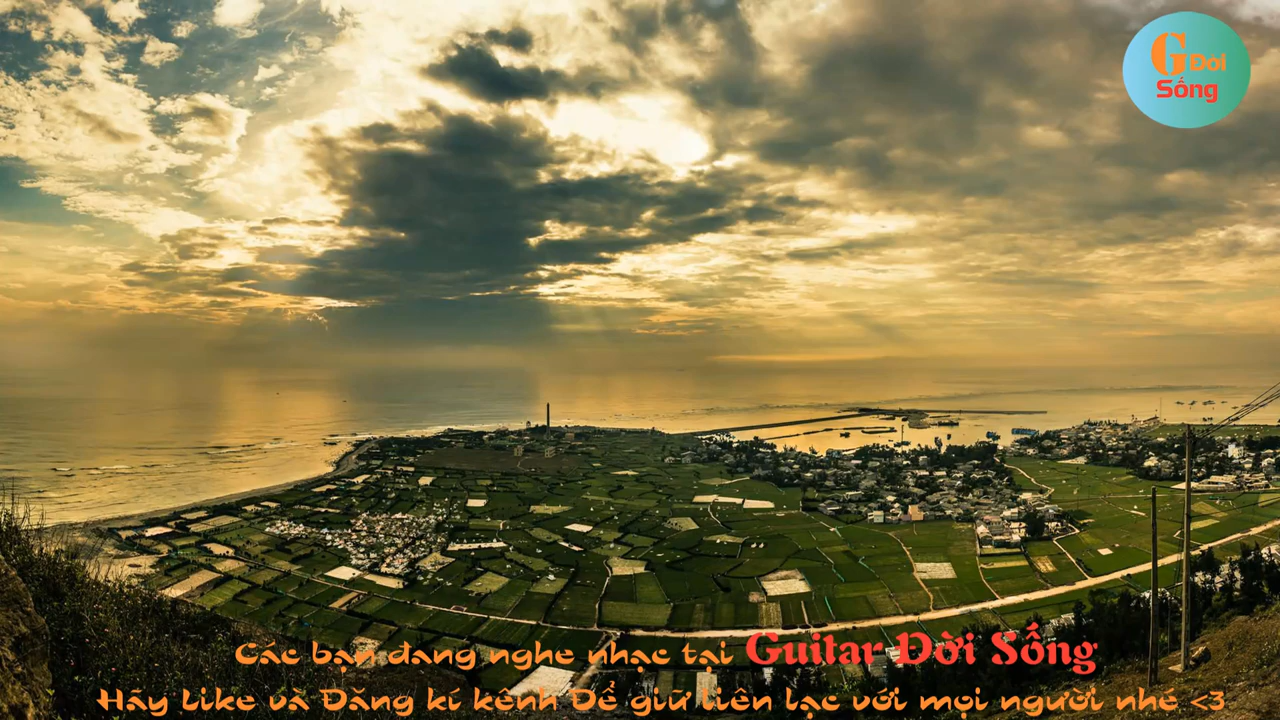 G Đời
Sống
Các bạn đang nghe nhạc tại Guitar Đời Sống
Hãy Like và Đăng kí kênh Để giữ liên lạc với mọi người nhé <3